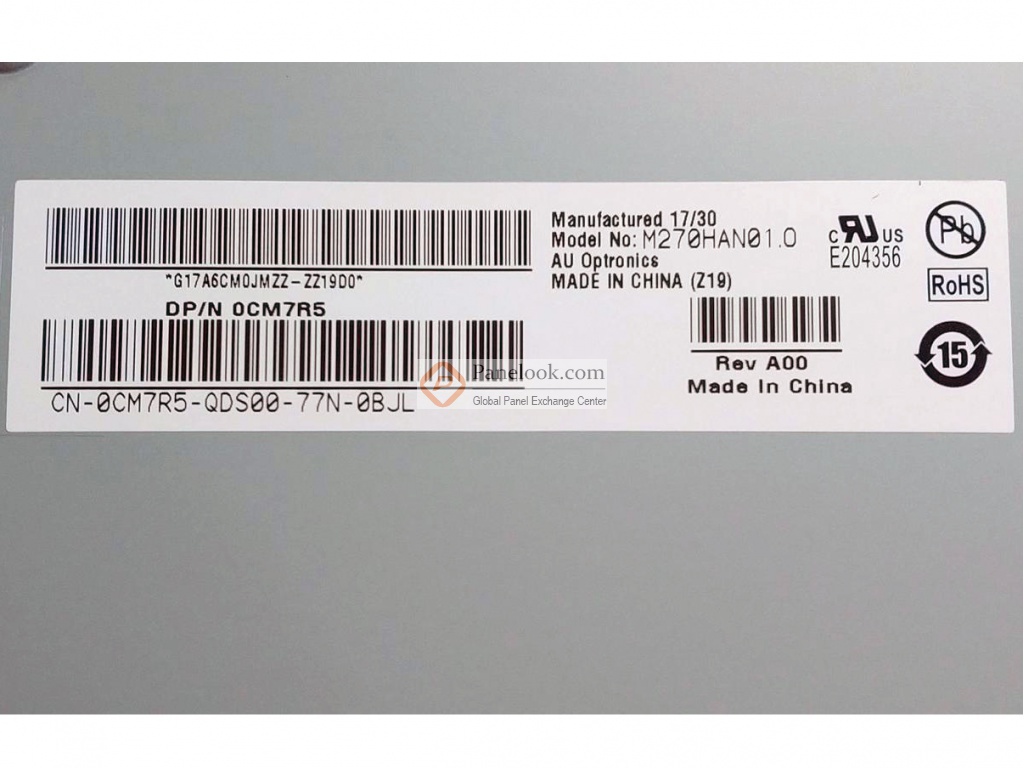 Manufactured 17/30
Model No: M270HAN01.0
AU Optronics
MADE IN CHINA (Z19)
*G17A6CM0JMZZ-ZZ19D0*
DP/N 0CM7R5
CN-0CM7R5-QDS00-77N-0BJL
Rev A00
Made In China
c RU US
E204356
Pb
RoHS
15
Panelook.com
Global Panel Exchange Center